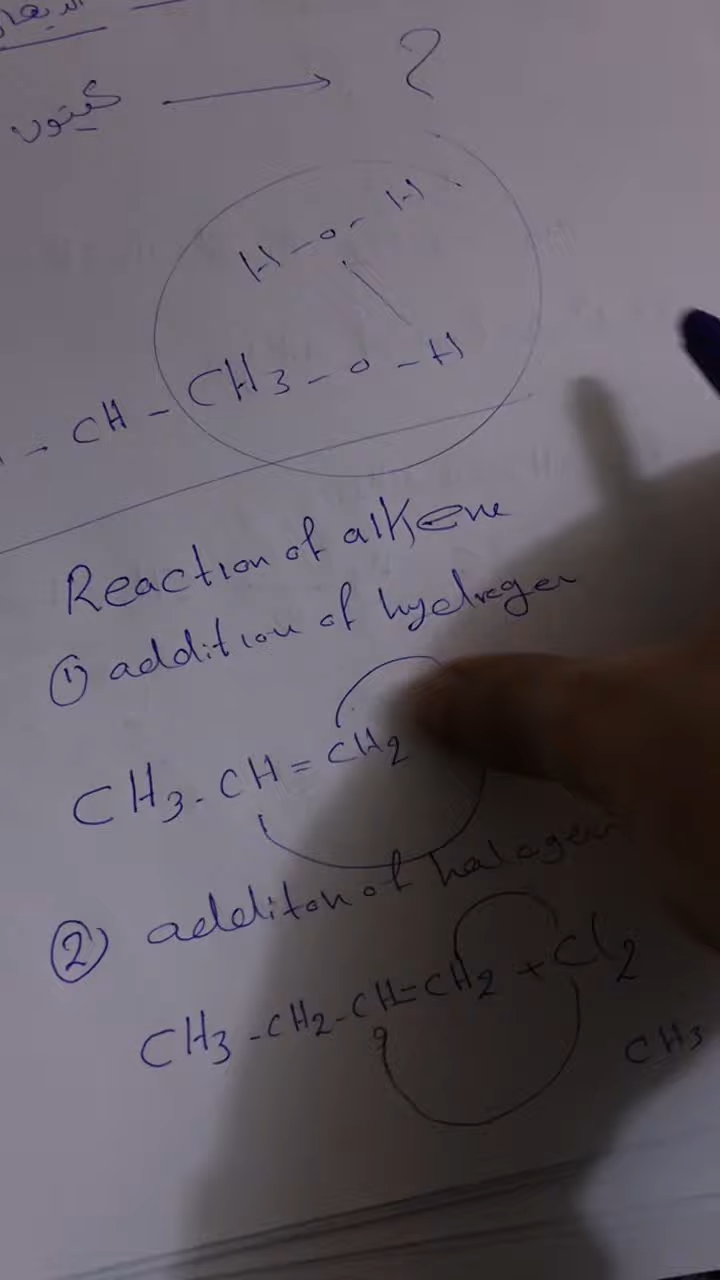 كيتون → ?
H-O-H
- CH - CH3 - O - H
Reaction of alkene
① addition of hydrogen
CH3-CH=CH2
② additon of halogen
CH3-CH2-CH=CH2 + Cl2
CH3